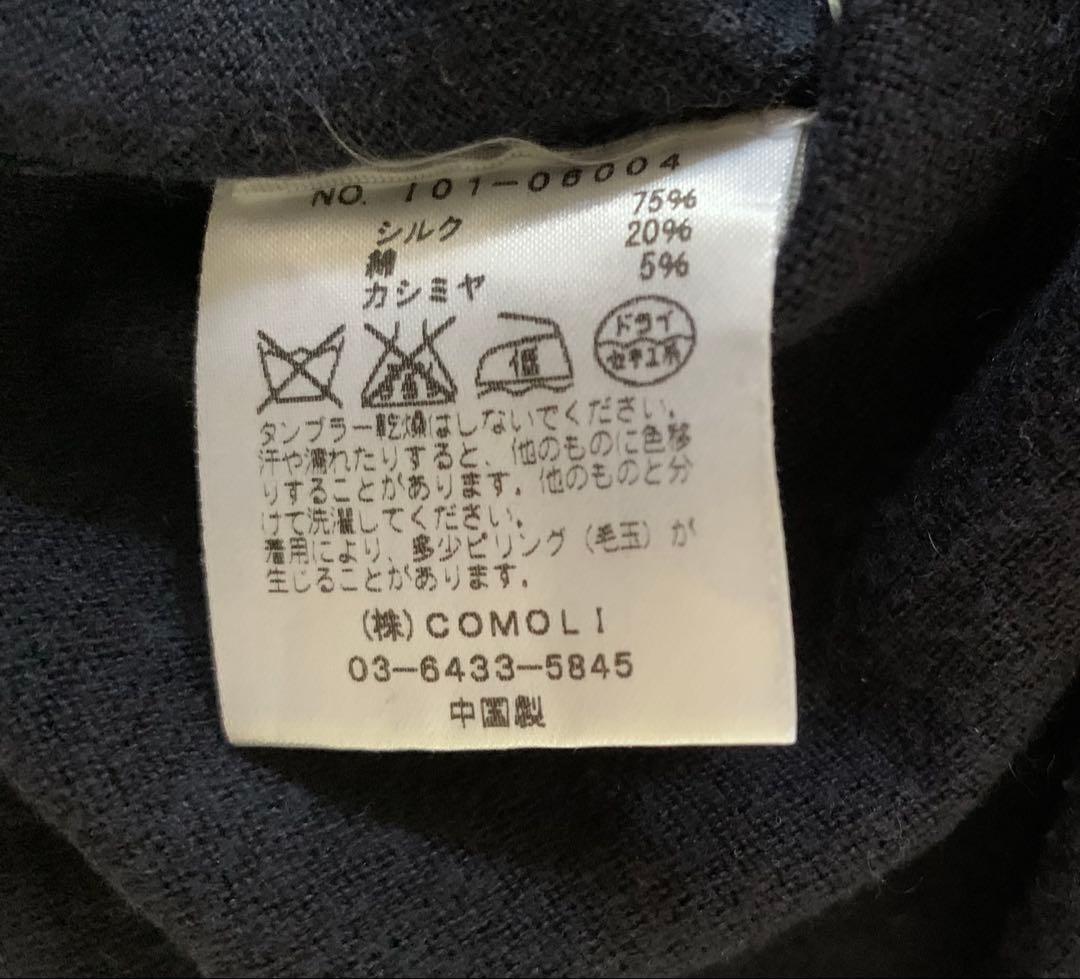 NO. I01-06004
シルク 75%
綿 20%
カシミヤ 5%
低
ドライ
セキユ系
タンブラー乾燥はしないでください。
汗や濡れたりすると、他のものに色移
りすることがあります。他のものと分
けて洗濯してください。
着用により、多少ピリング（毛玉）が
生じることがあります。
(株)COMOLI
03-6433-5845
中国製